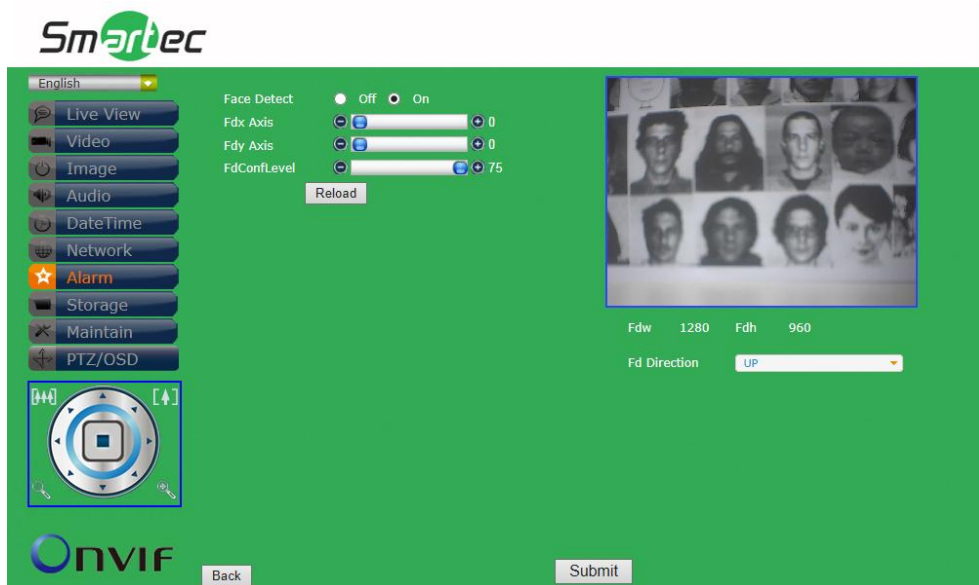 Smartec
English
Live View
Video
Image
Audio
DateTime
Network
Alarm
Storage
Maintain
PTZ/OSD
Face Detect Off On
Fdx Axis 0
Fdy Axis 0
FdConfLevel 75
Reload
Fdw 1280 Fdh 960
Fd Direction UP
ONVIF
Back
Submit